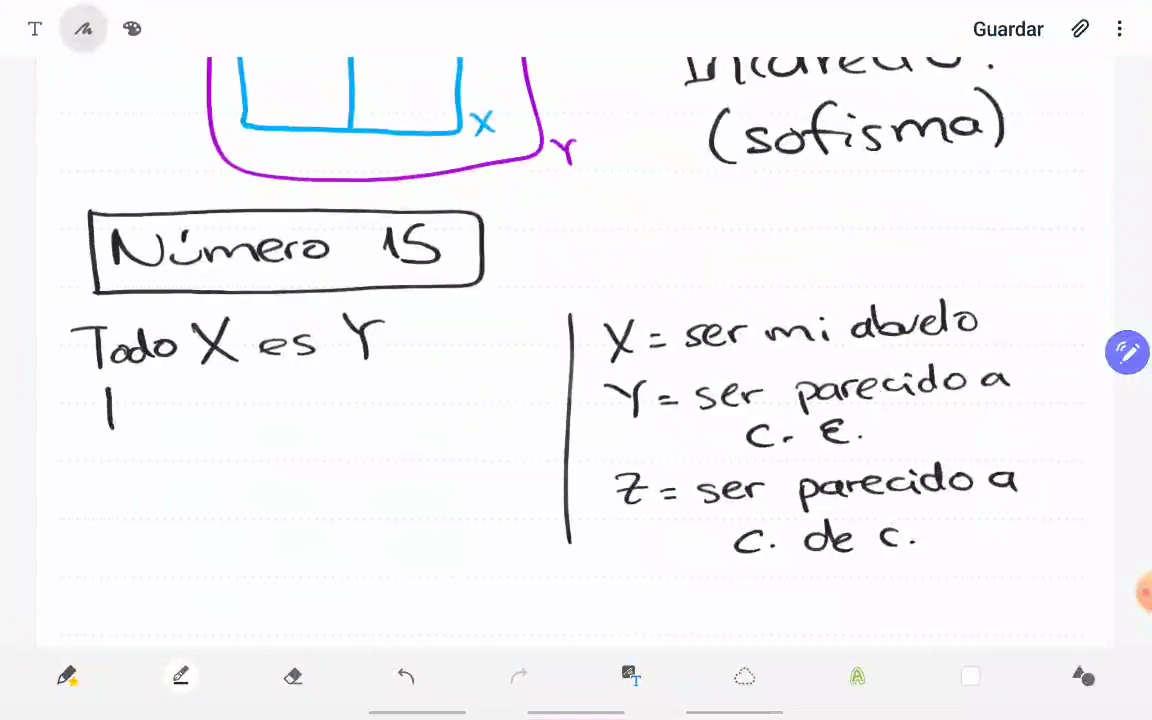 T
Guardar
(sofisma)
X
Y
Número 15
Todo X es Y
X = ser mi abuelo
Y = ser parecido a
C. E.
Z = ser parecido a
C. de C.
T
A